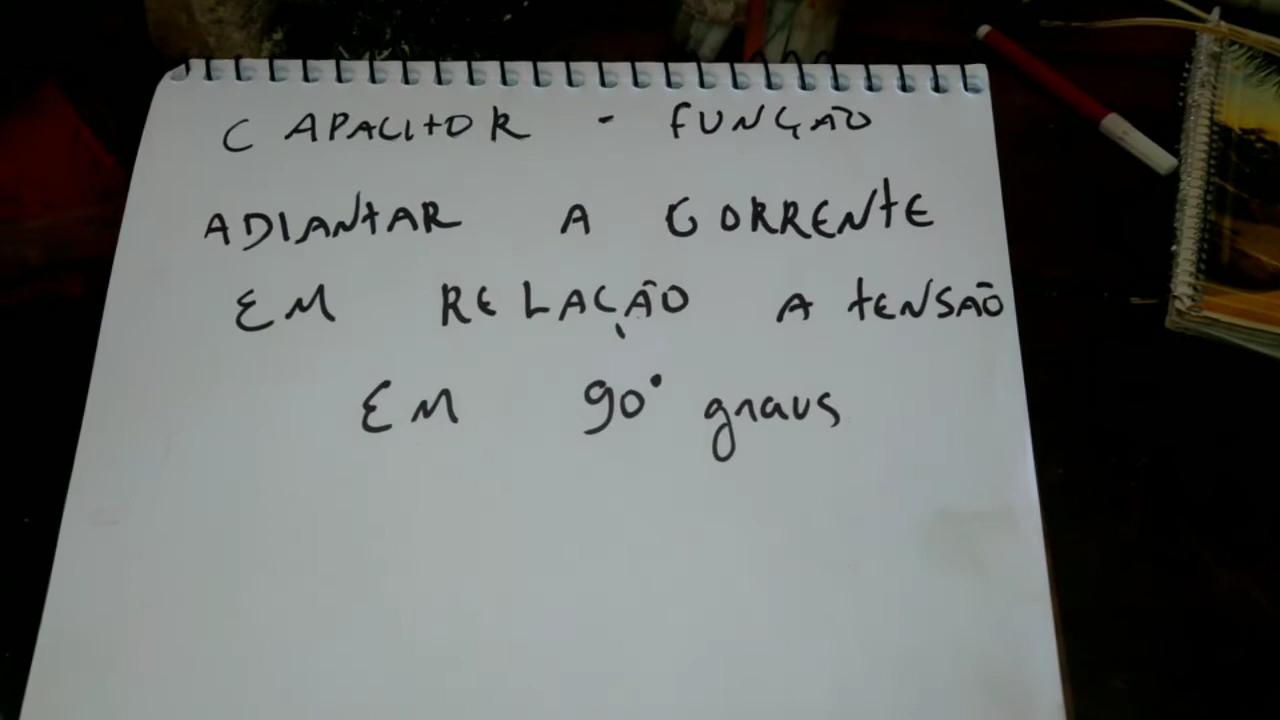 CAPACITOR - FUNÇÃO
ADIANTAR A CORRENTE
EM RELAÇÃO A TENSÃO
EM 90° graus